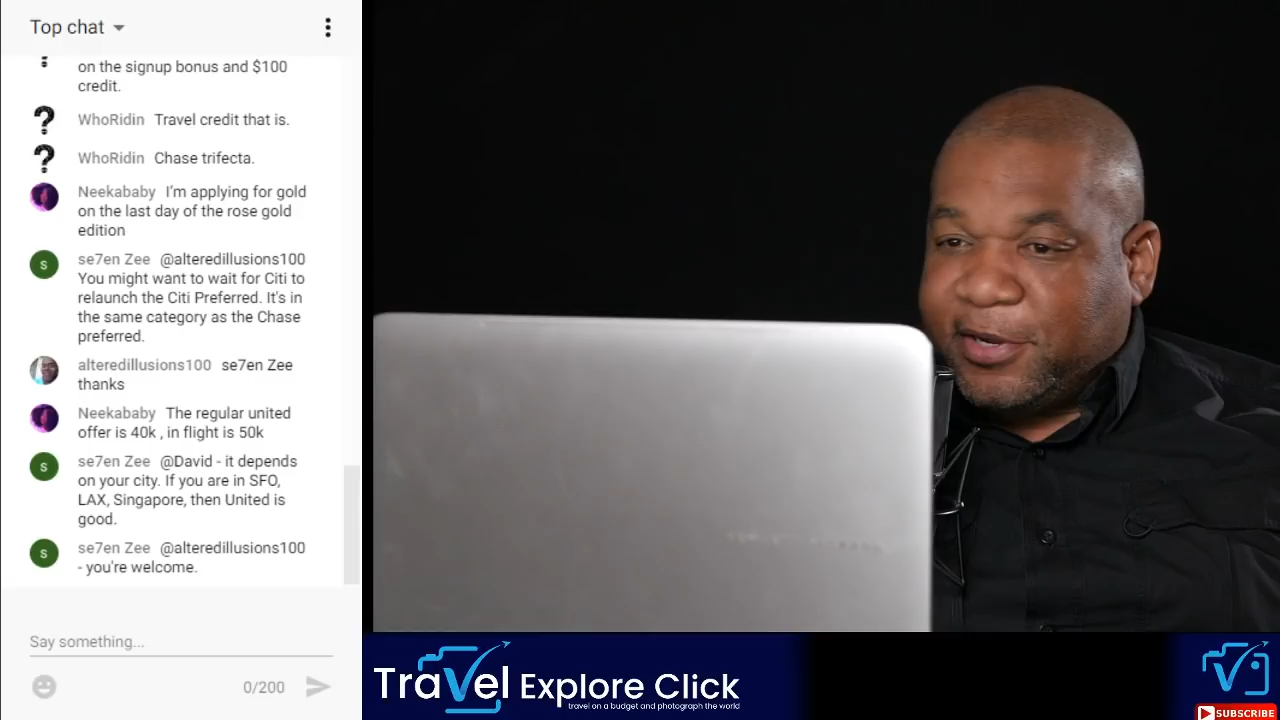 Top chat
on the signup bonus and $100
credit.
WhoRidin Travel credit that is.
WhoRidin Chase trifecta.
Neekababy I'm applying for gold
on the last day of the rose gold
edition
se7en Zee @alteredillusions100
You might want to wait for Citi to
relaunch the Citi Preferred. It's in
the same category as the Chase
preferred.
alteredillusions100 se7en Zee
thanks
Neekababy The regular united
offer is 40k , in flight is 50k
se7en Zee @David - it depends
on your city. If you are in SFO,
LAX, Singapore, then United is
good.
se7en Zee @alteredillusions100
- you're welcome.
Say something...
0/200
Travel Explore Click
travel on a budget and photograph the world
SUBSCRIBE